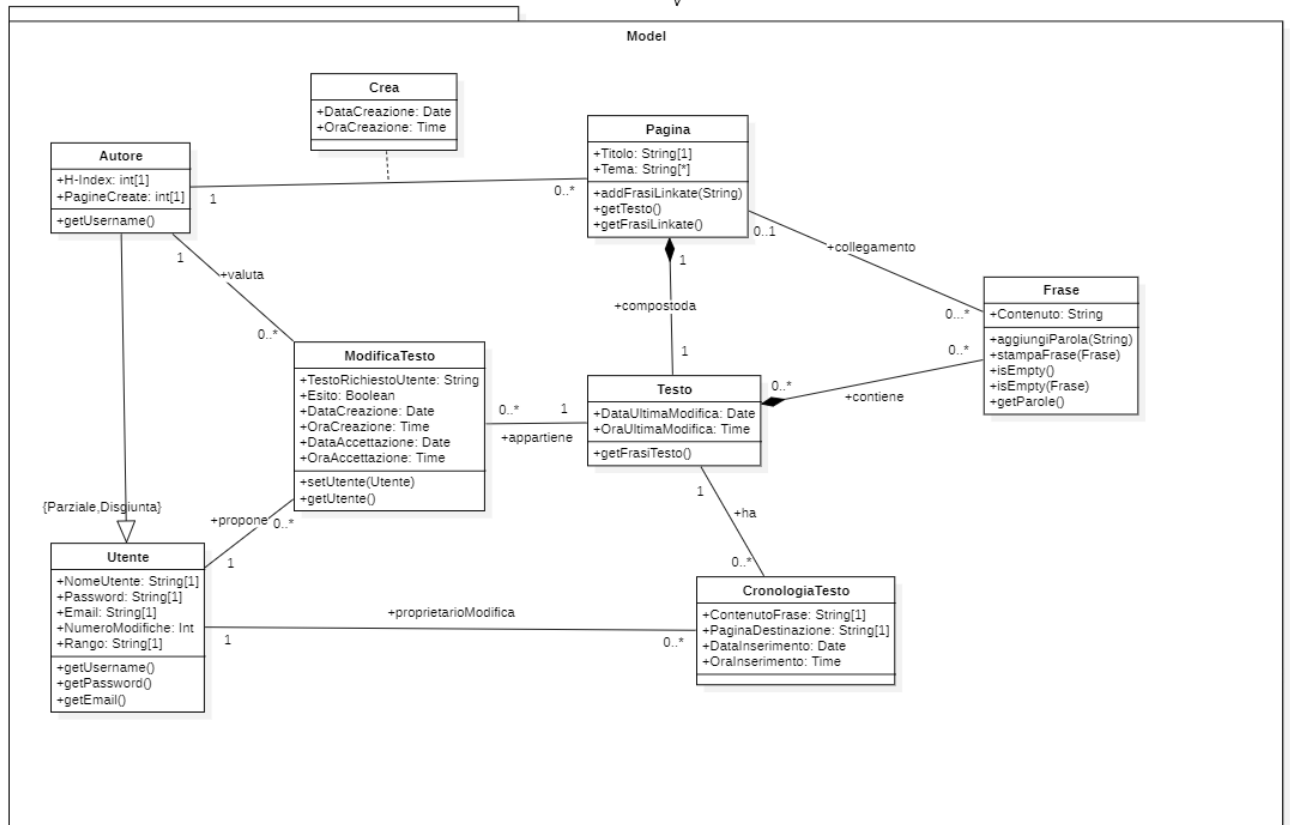 Model
Crea
+DataCreazione: Date
+OraCreazione: Time
Autore
+H-Index: int[1]
+PagineCreate: int[1]
+getUsername()
1
0..*
Pagina
+Titolo: String[1]
+Tema: String[*]
+addFrasiLinkate(String)
+getTesto()
+getFrasiLinkate()
0..1
+collegamento
0...*
1
+valuta
0..*
1
+compostoda
1
Frase
+Contenuto: String
+aggiungiParola(String)
+stampaFrase(Frase)
+isEmpty()
+isEmpty(Frase)
+getParole()
0..*
+contiene
0..*
ModificaTesto
+TestoRichiestoUtente: String
+Esito: Boolean
+DataCreazione: Date
+OraCreazione: Time
+DataAccettazione: Date
+OraAccettazione: Time
+setUtente(Utente)
+getUtente()
0..*
1
+appartiene
Testo
+DataUltimaModifica: Date
+OraUltimaModifica: Time
+getFrasiTesto()
1
+ha
0..*
{Parziale,Disgiunta}
+propone
0..*
1
Utente
+NomeUtente: String[1]
+Password: String[1]
+Email: String[1]
+NumeroModifiche: Int
+Rango: String[1]
+getUsername()
+getPassword()
+getEmail()
+proprietarioModifica
1
0..*
CronologiaTesto
+ContenutoFrase: String[1]
+PaginaDestinazione: String[1]
+DataInserimento: Date
+OraInserimento: Time